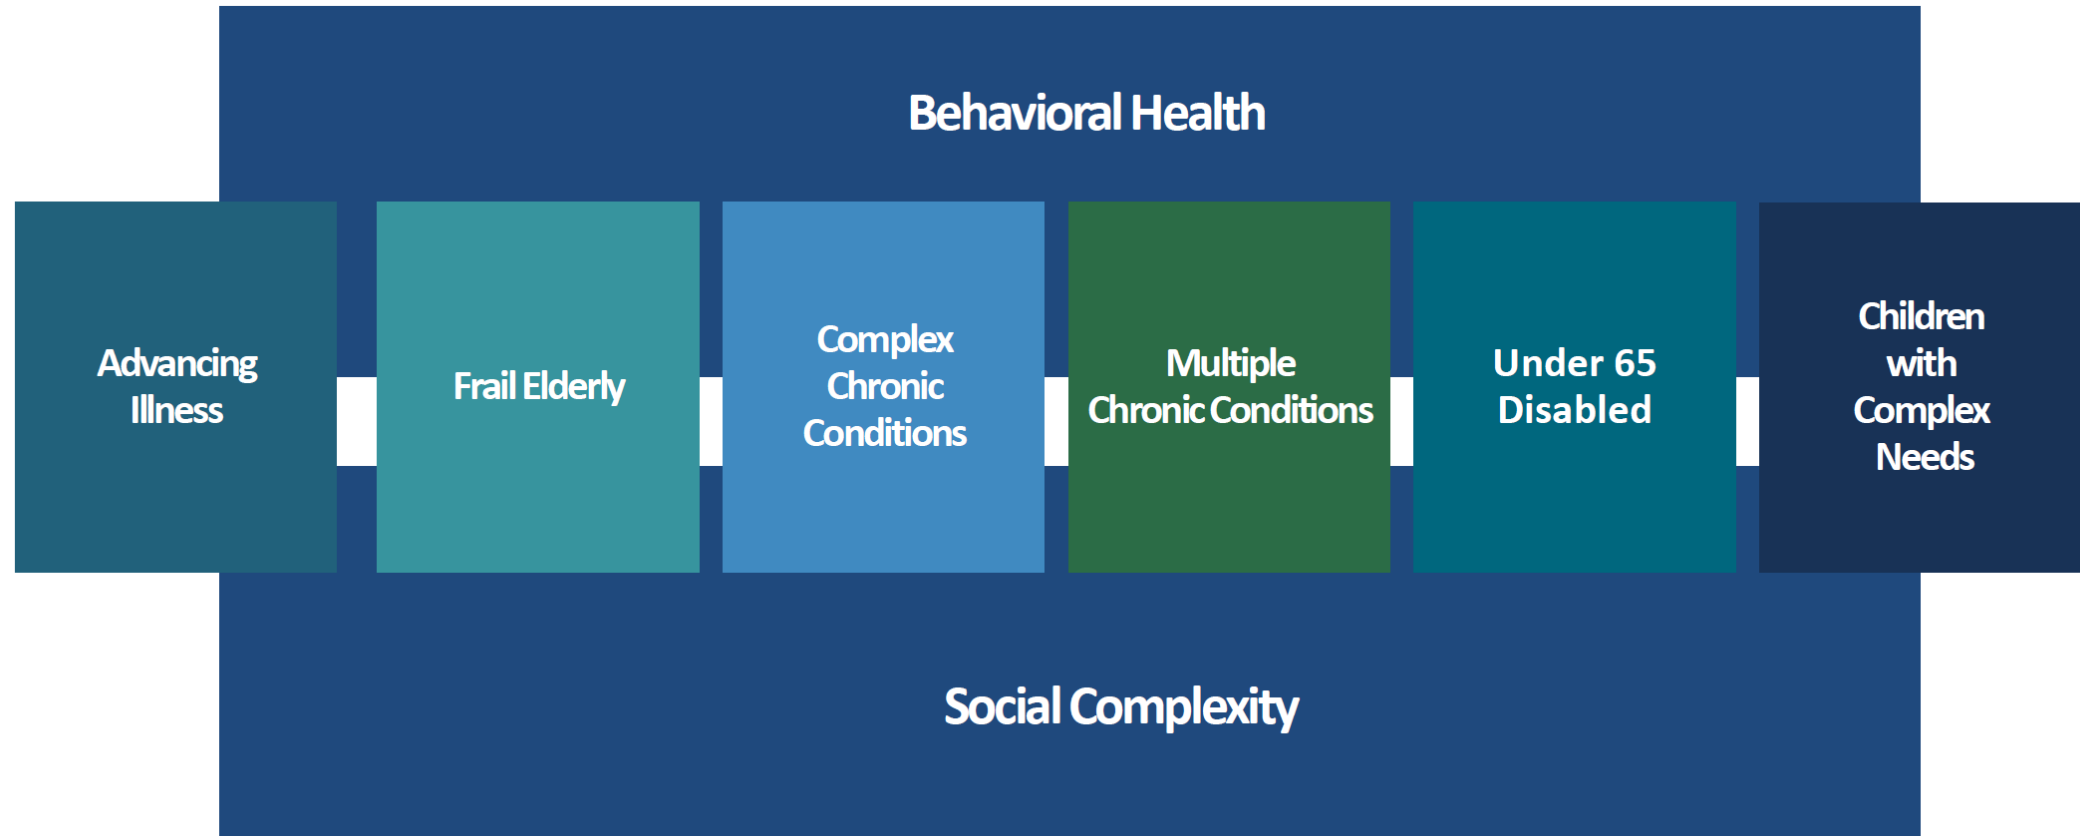 Behavioral Health
Advancing
Illness
Frail Elderly
Complex
Chronic
Conditions
Multiple
Chronic Conditions
Under 65
Disabled
Children
with
Complex
Needs
Social Complexity